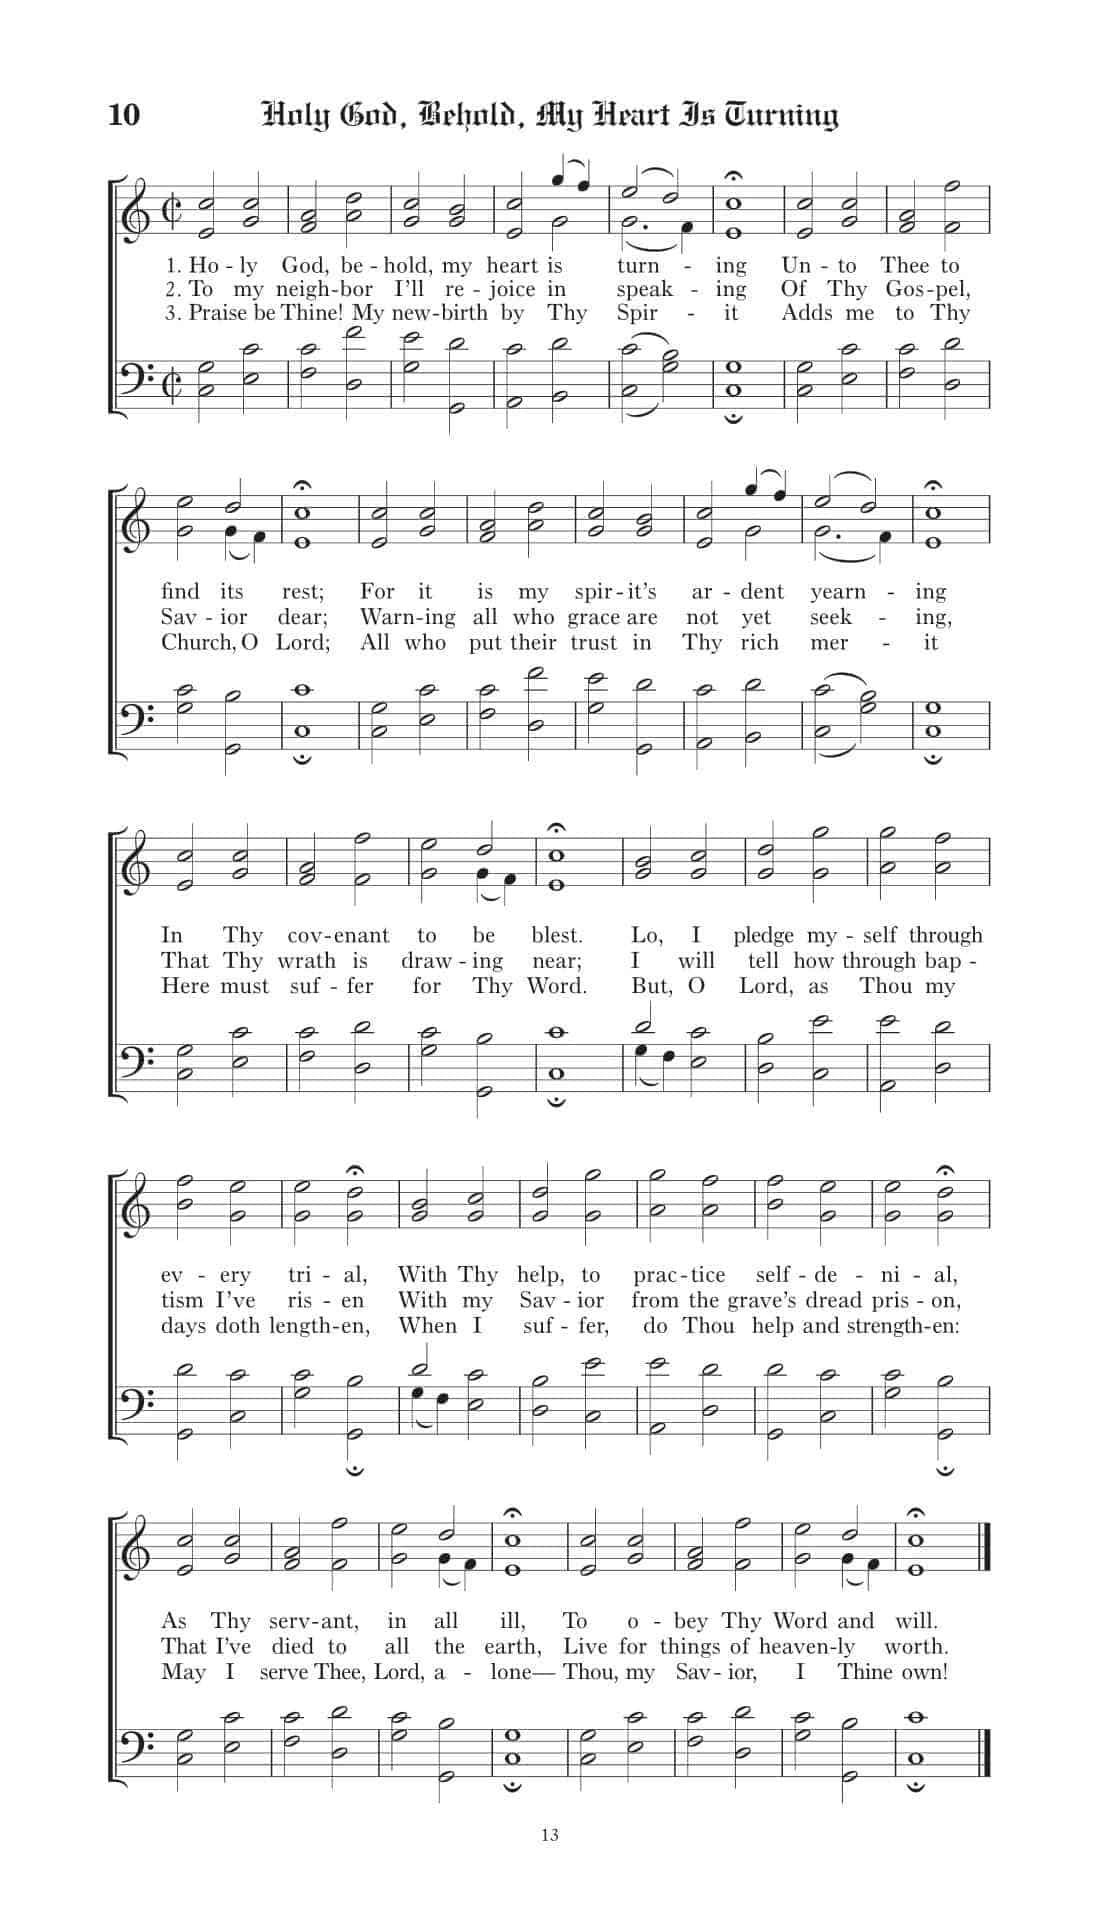 10 Holy God, Behold, My Heart Is Turning
1. Ho - ly God, be - hold, my heart is turn - ing Un - to Thee to
2. To my neigh-bor I'll re - joice in speak - ing Of Thy Gos-pel,
3. Praise be Thine! My new-birth by Thy Spir - it Adds me to Thy
find its rest; For it is my spir-it's ar - dent yearn - ing
Sav - ior dear; Warn-ing all who grace are not yet seek - ing,
Church, O Lord; All who put their trust in Thy rich mer - it
In Thy cov-enant to be blest. Lo, I pledge my - self through
That Thy wrath is draw - ing near; I will tell how through bap -
Here must suf - fer for Thy Word. But, O Lord, as Thou my
ev - ery tri - al, With Thy help, to prac-tice self - de - ni - al,
tism I've ris - en With my Sav - ior from the grave's dread pris - on,
days doth length-en, When I suf - fer, do Thou help and strength-en:
As Thy serv-ant, in all ill, To o - bey Thy Word and will.
That I've died to all the earth, Live for things of heaven-ly worth.
May I serve Thee, Lord, a - lone— Thou, my Sav - ior, I Thine own!
13